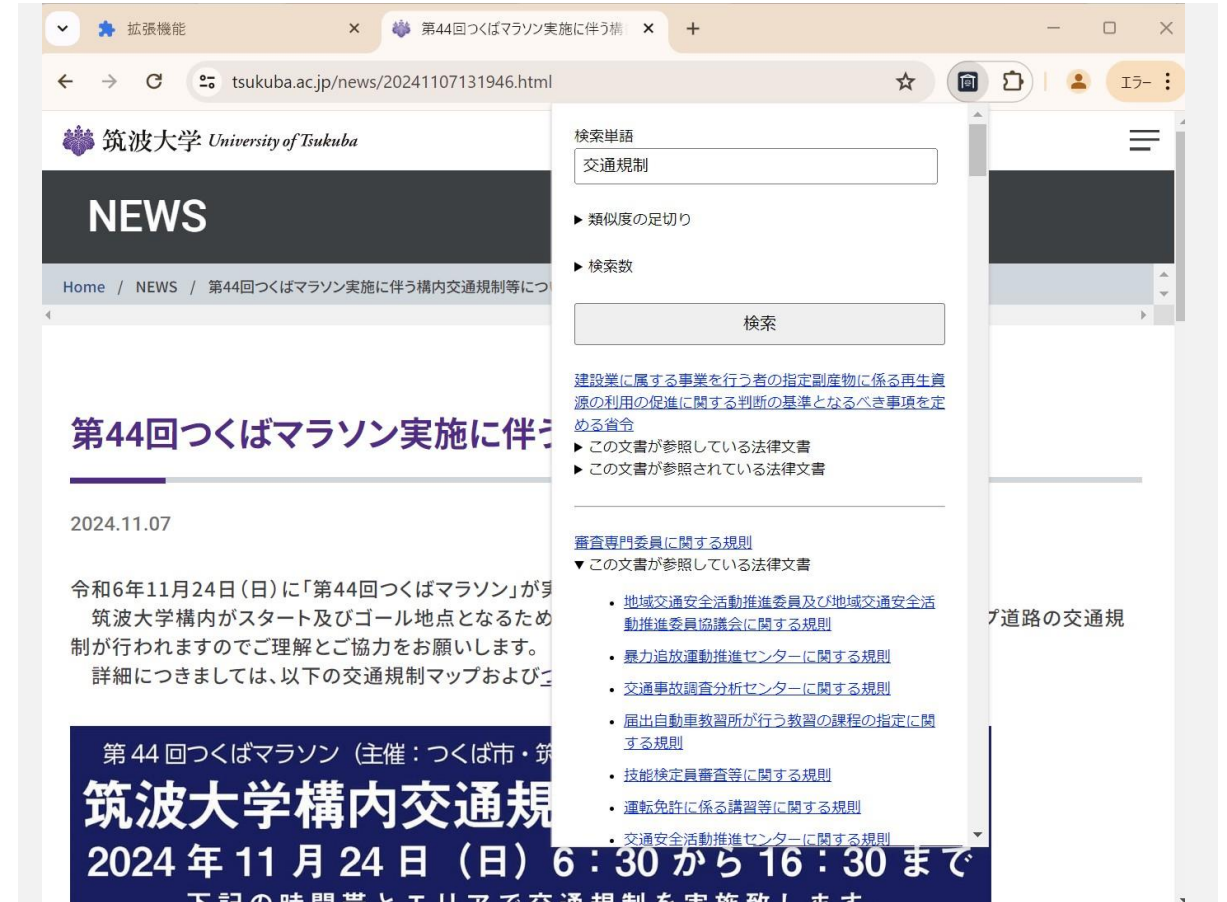 拡張機能
第44回つくばマラソン実施に伴う構
tsukuba.ac.jp/news/20241107131946.html
エラー
筑波大学 University of Tsukuba
NEWS
Home / NEWS / 第44回つくばマラソン実施に伴う構内交通規制等につ
第44回つくばマラソン実施に伴う
2024.11.07
令和6年11月24日(日)に「第44回つくばマラソン」が実
筑波大学構内がスタート及びゴール地点となるため
プ道路の交通規
制が行われますのでご理解とご協力をお願いします。
詳細につきましては、以下の交通規制マップおよびつ
第44回つくばマラソン(主催:つくば市・筑
筑波大学構内交通規
2024年11月24日(日)6:30から16:30まで
下記の時間帯とエリアで交通規制を実施致します
検索単語
交通規制
▶ 類似度の足切り
▶ 検索数
検索
建設業に属する事業を行う者の指定副産物に係る再生資
源の利用の促進に関する判断の基準となるべき事項を定
める省令
▶ この文書が参照している法律文書
▶ この文書が参照されている法律文書
審査専門委員に関する規則
▼ この文書が参照している法律文書
• 地域交通安全活動推進委員及び地域交通安全活
動推進委員協議会に関する規則
• 暴力追放運動推進センターに関する規則
• 交通事故調査分析センターに関する規則
• 届出自動車教習所が行う教習の課程の指定に関
する規則
• 技能検定員審査等に関する規則
• 運転免許に係る講習等に関する規則
• 交通安全活動推進センターに関する規則